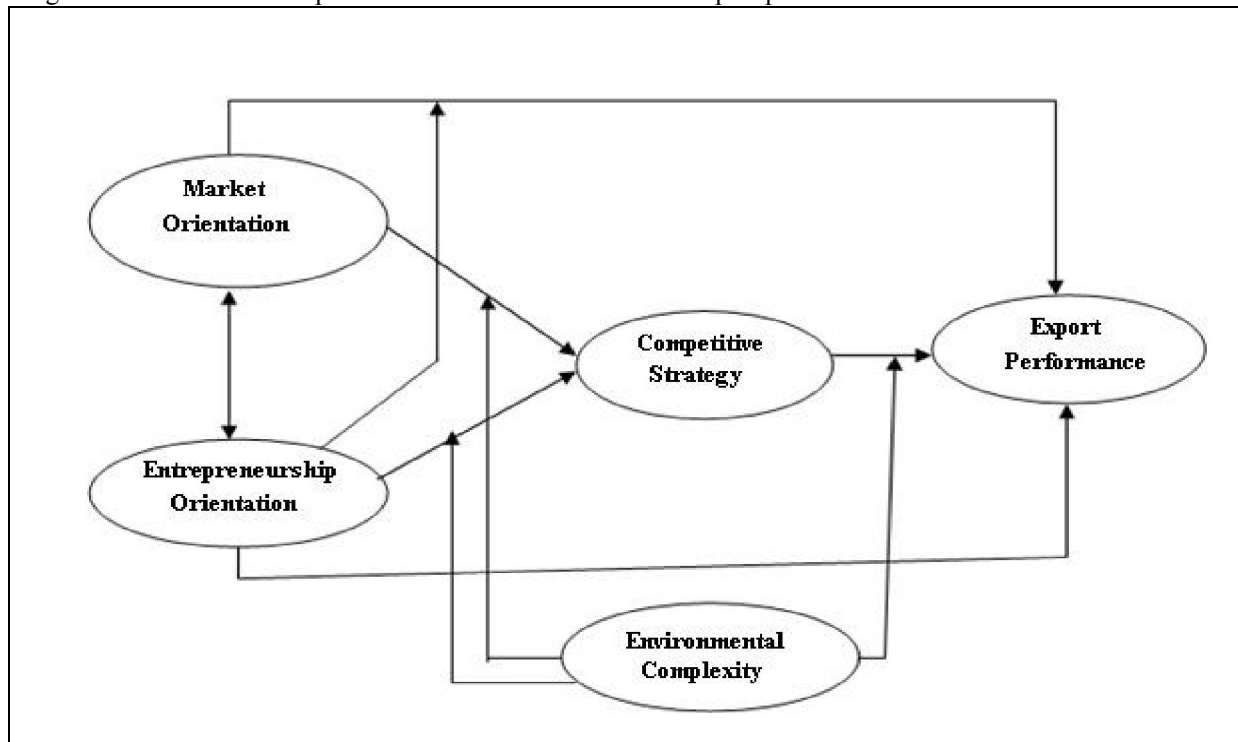 Market
Orientation
Competitive
Strategy
Export
Performance
Entrepreneurship
Orientation
Environmental
Complexity